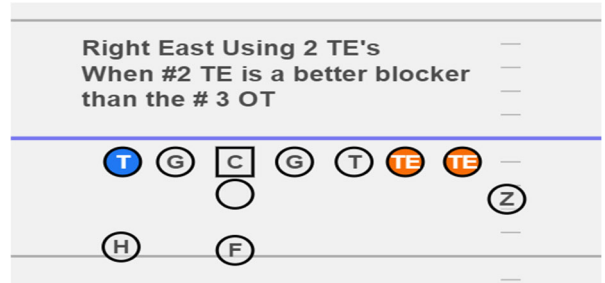 Right East Using 2 TE's
When #2 TE is a better blocker
than the # 3 OT
T G C G T TE TE
Z
H F